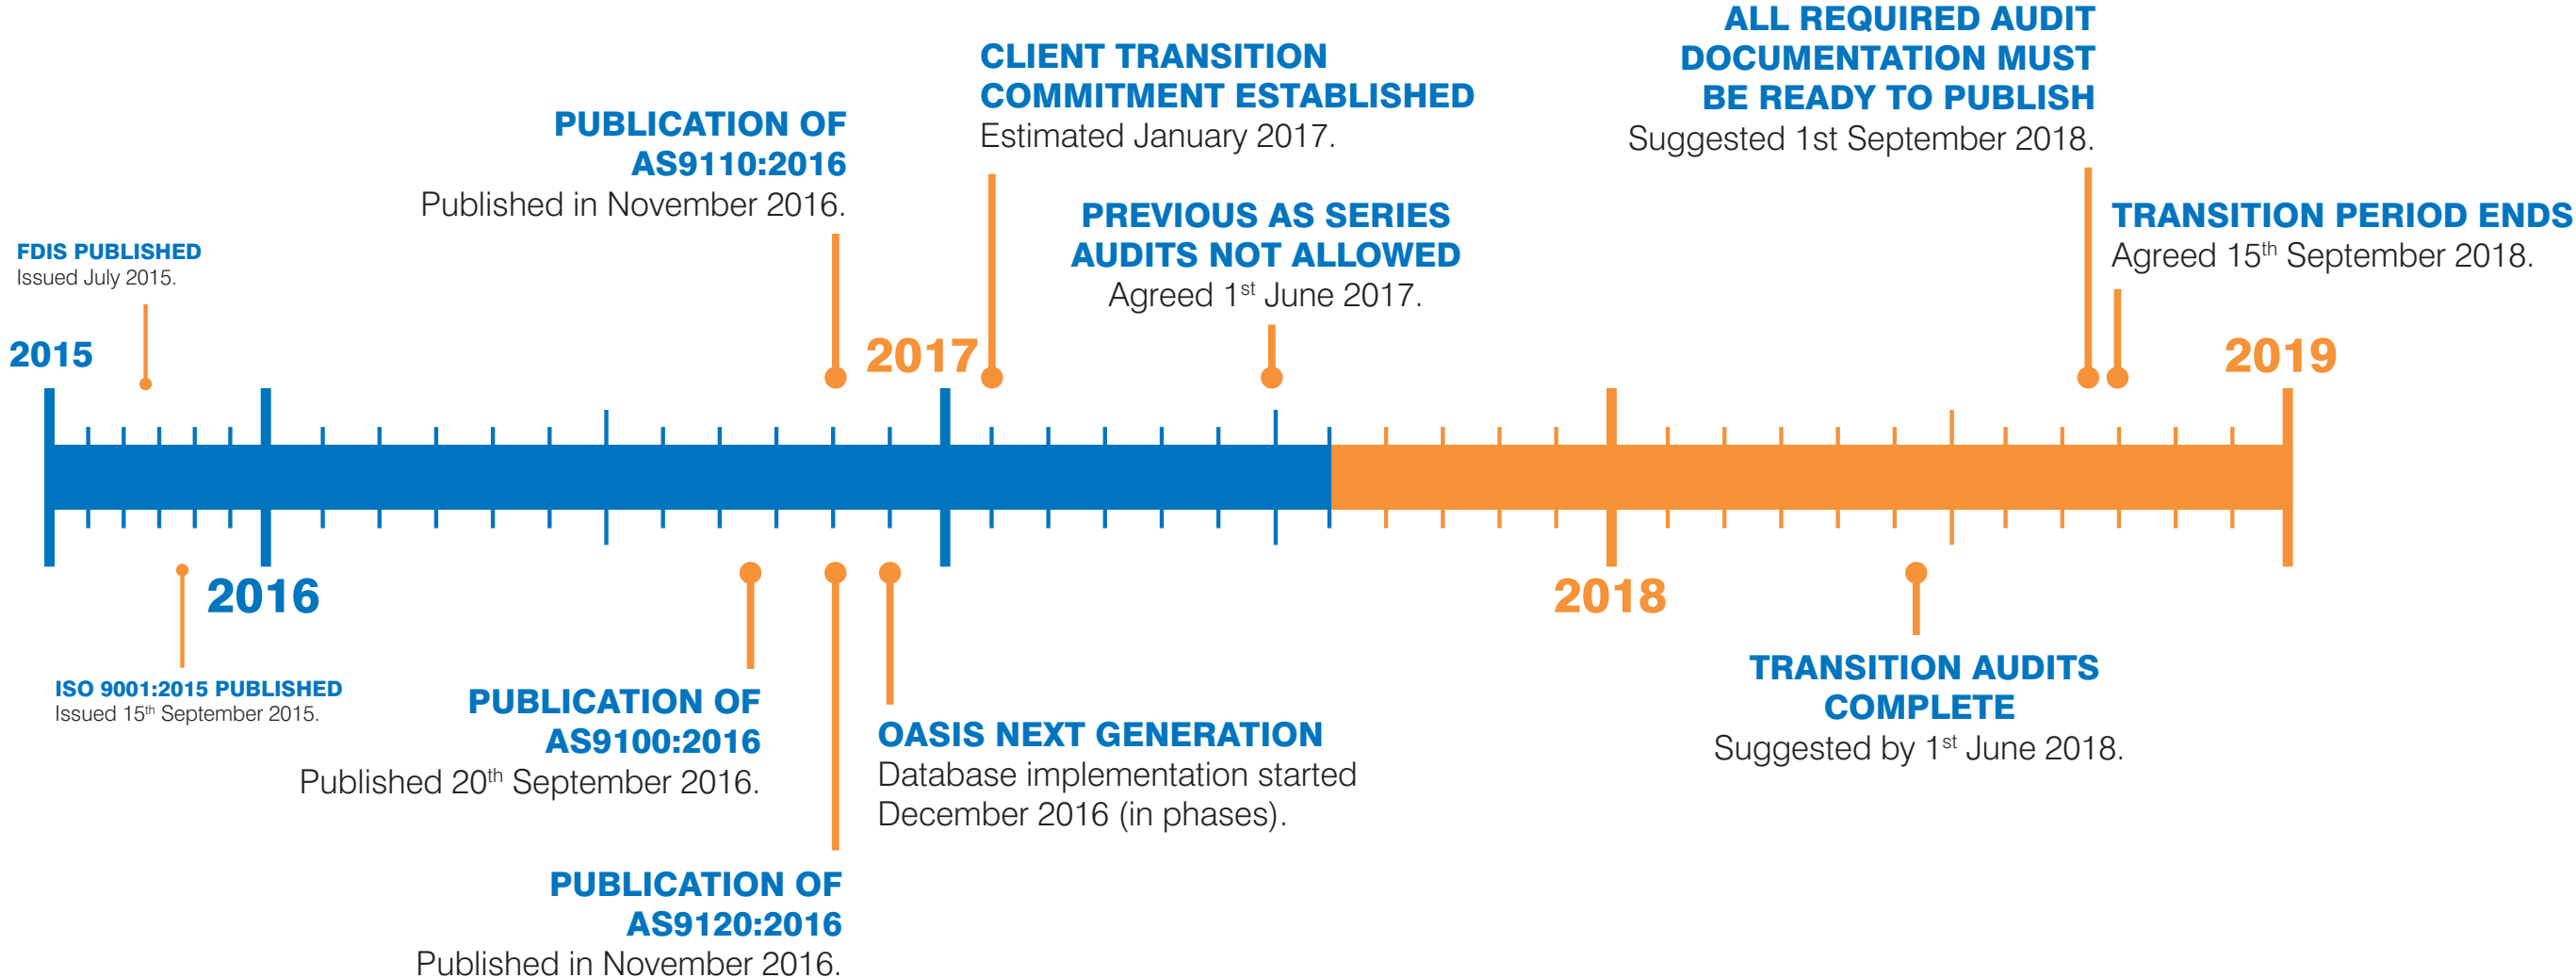 ALL REQUIRED AUDIT
DOCUMENTATION MUST
BE READY TO PUBLISH
Suggested 1st September 2018.
CLIENT TRANSITION
COMMITMENT ESTABLISHED
Estimated January 2017.
PUBLICATION OF
AS9110:2016
Published in November 2016.
PREVIOUS AS SERIES
AUDITS NOT ALLOWED
Agreed 1st June 2017.
TRANSITION PERIOD ENDS
Agreed 15th September 2018.
FDIS PUBLISHED
Issued July 2015.
2015
2017
2019
2016
2018
ISO 9001:2015 PUBLISHED
Issued 15th September 2015.
PUBLICATION OF
AS9100:2016
Published 20th September 2016.
OASIS NEXT GENERATION
Database implementation started
December 2016 (in phases).
TRANSITION AUDITS
COMPLETE
Suggested by 1st June 2018.
PUBLICATION OF
AS9120:2016
Published in November 2016.